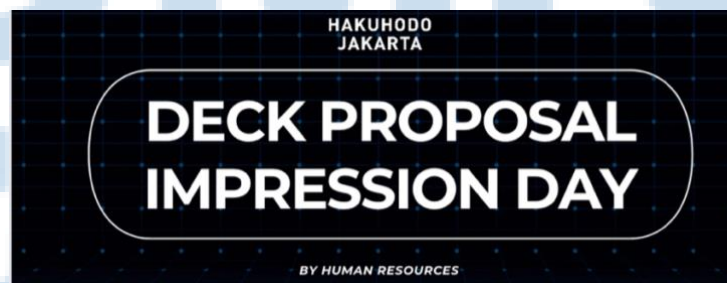 HAKUHODO
JAKARTA
DECK PROPOSAL
IMPRESSION DAY
BY HUMAN RESOURCES